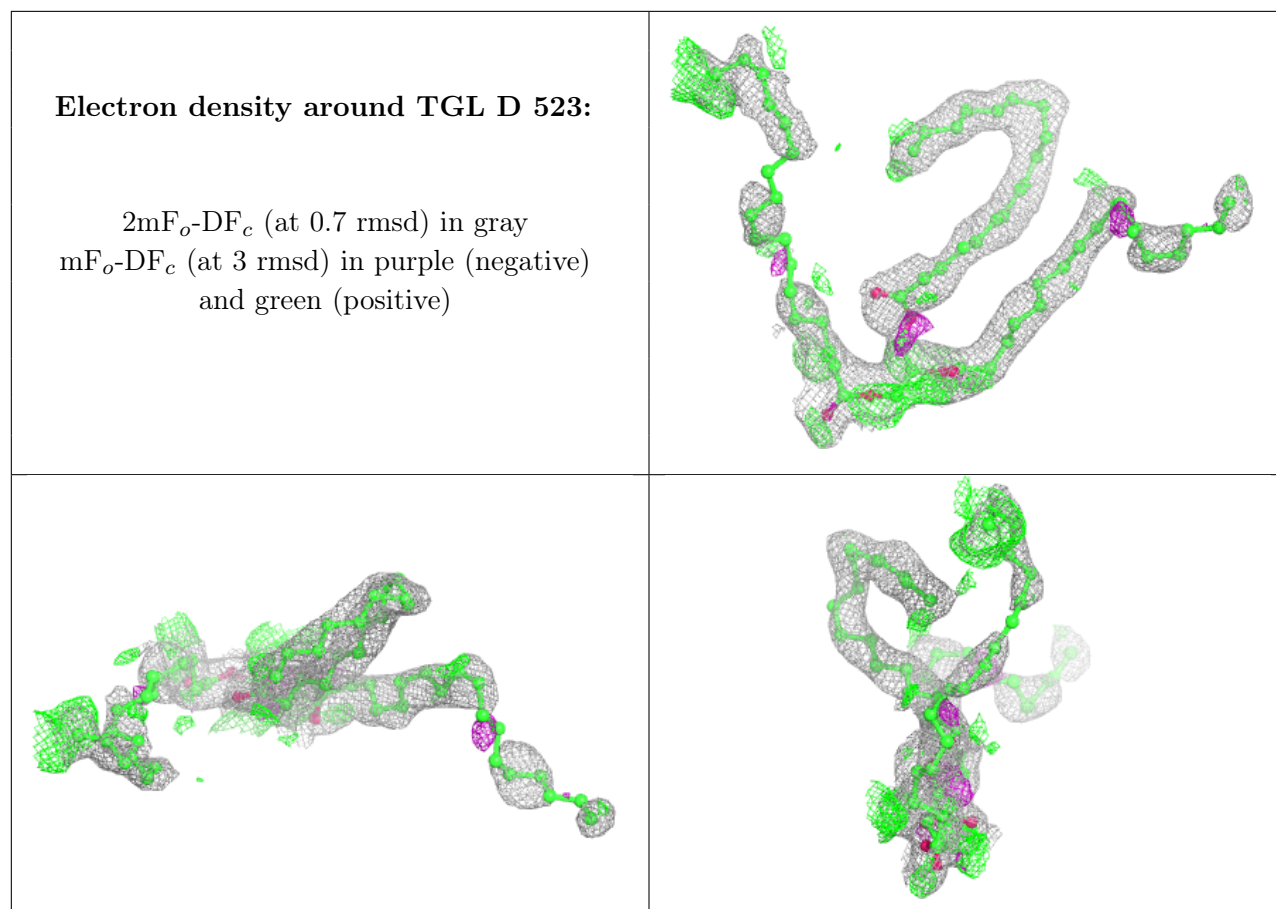 Electron density around TGL D 523:
2mFo-DFc (at 0.7 rmsd) in gray
mFo-DFc (at 3 rmsd) in purple (negative)
and green (positive)